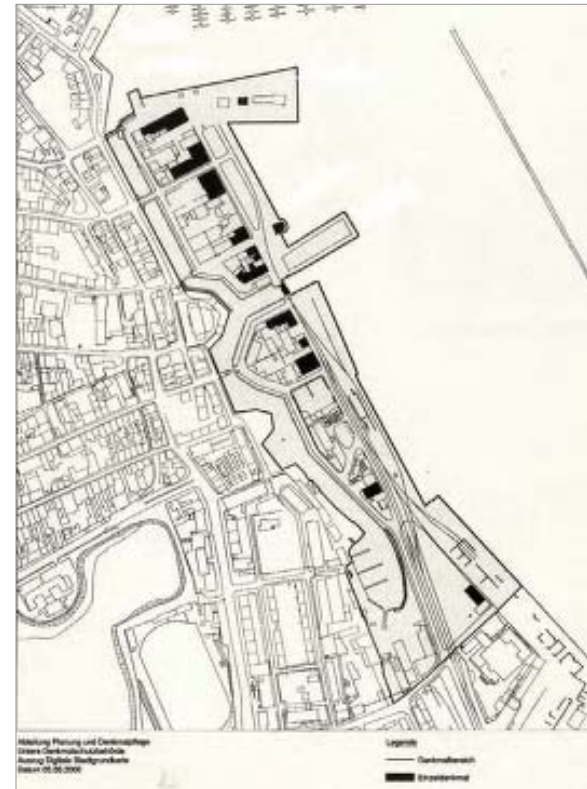 Abteilung Planung und Denkmalpflege
Untere Denkmalschutzbehörde
Auszug Digitale Stadtgrundkarte
Legende
Denkmalbereich
Einzeldenkmal